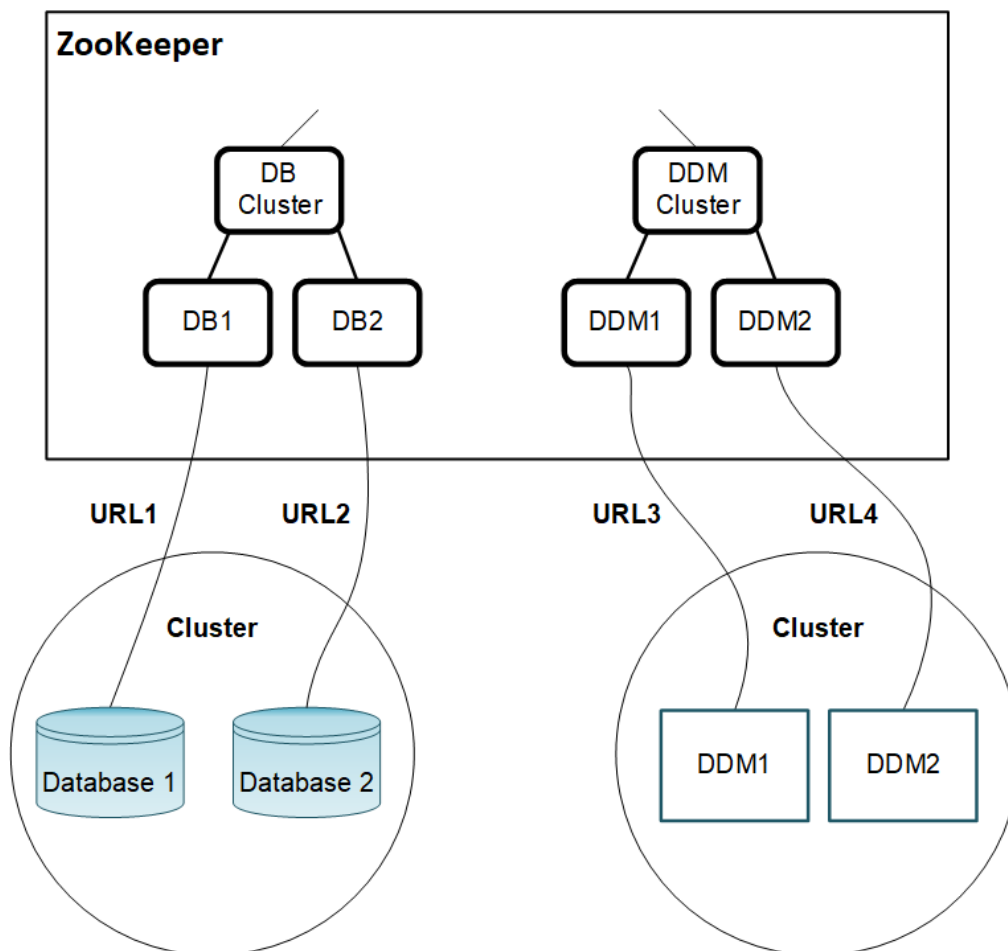 ZooKeeper
DB
Cluster
DDM
Cluster
DB1
DB2
DDM1
DDM2
URL1
URL2
URL3
URL4
Cluster
Cluster
Database 1
Database 2
DDM1
DDM2